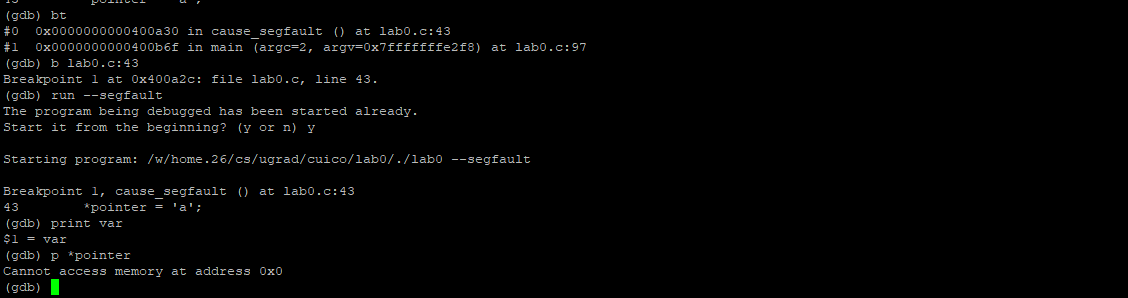 43 *pointer = 'a';
(gdb) bt
#0 0x0000000000400a30 in cause_segfault () at lab0.c:43
#1 0x0000000000400b6f in main (argc=2, argv=0x7fffffffe2f8) at lab0.c:97
(gdb) b lab0.c:43
Breakpoint 1 at 0x400a2c: file lab0.c, line 43.
(gdb) run --segfault
The program being debugged has been started already.
Start it from the beginning? (y or n) y
Starting program: /w/home.26/cs/ugrad/cuico/lab0/./lab0 --segfault
Breakpoint 1, cause_segfault () at lab0.c:43
43 *pointer = 'a';
(gdb) print var
$1 = var
(gdb) p *pointer
Cannot access memory at address 0x0
(gdb)